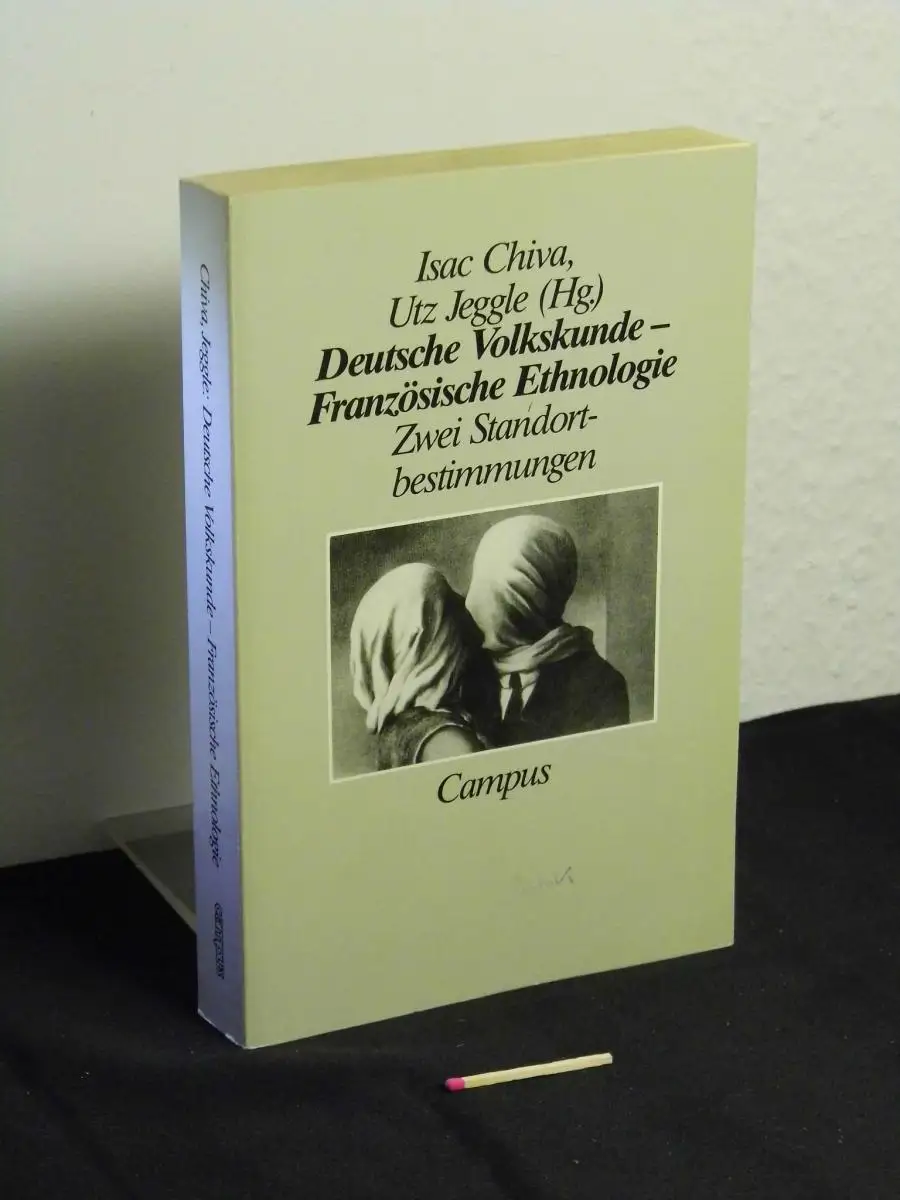 Isac Chiva,
Utz Jeggle (Hg.)
Deutsche Volkskunde –
Französische Ethnologie
Zwei Standort-
bestimmungen
Campus
Chiva, Jeggle: Deutsche Volkskunde – Französische Ethnologie